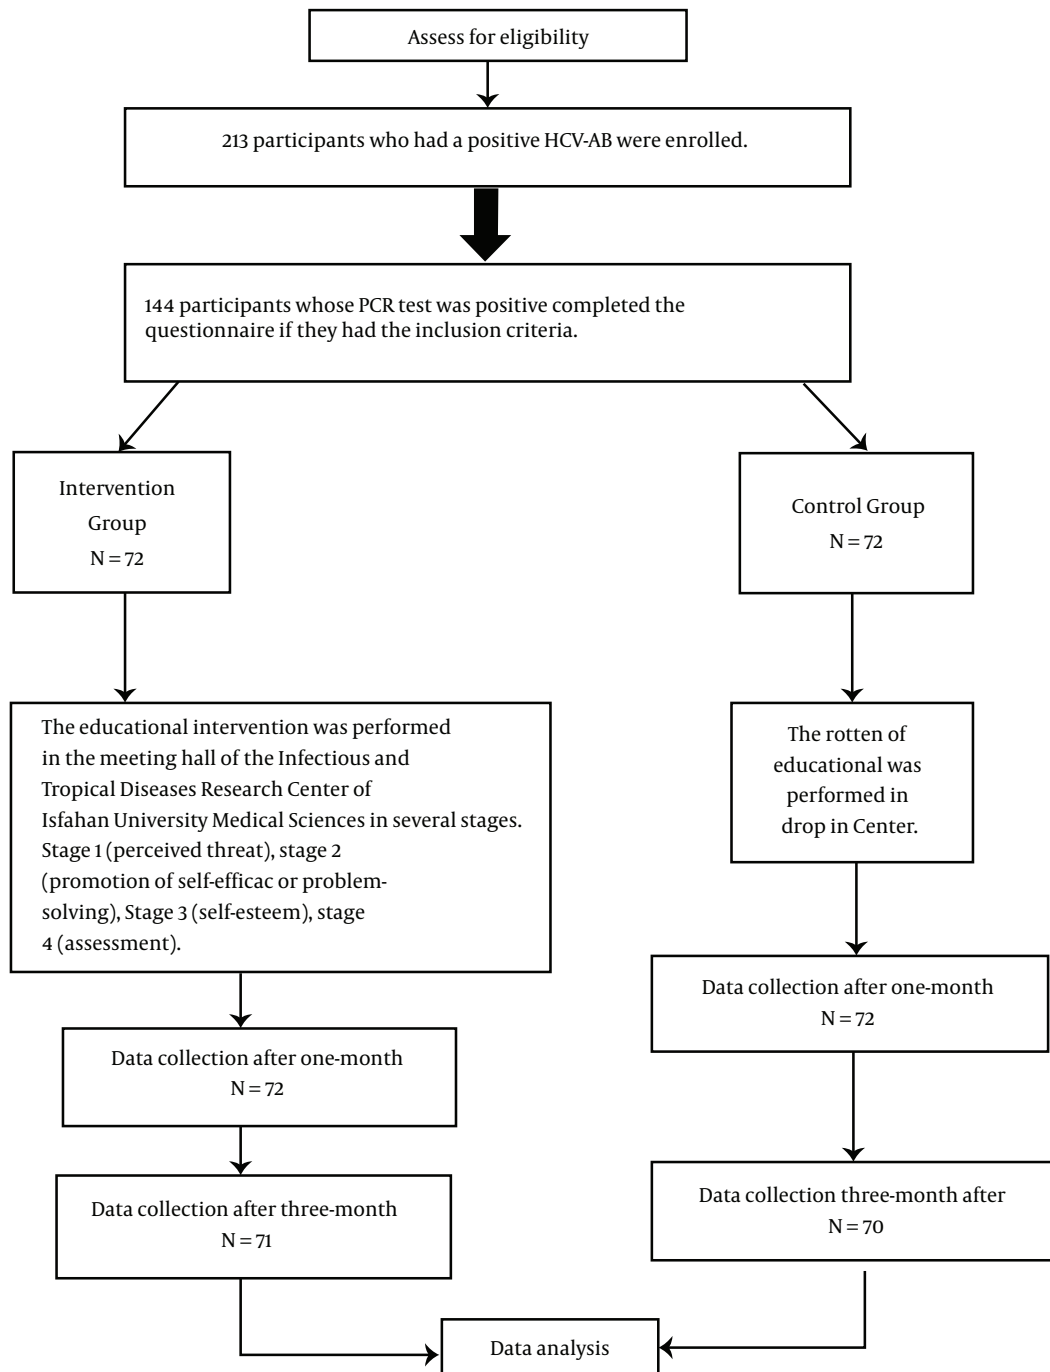 Assess for eligibility
213 participants who had a positive HCV-AB were enrolled.
144 participants whose PCR test was positive completed the
questionnaire if they had the inclusion criteria.
Intervention
Group
N = 72
Control Group
N = 72
The educational intervention was performed
in the meeting hall of the Infectious and
Tropical Diseases Research Center of
Isfahan University Medical Sciences in several stages.
Stage 1 (perceived threat), stage 2
(promotion of self-efficac or problem-
solving), Stage 3 (self-esteem), stage
4 (assessment).
The rotten of
educational was
performed in
drop in Center.
Data collection after one-month
N = 72
Data collection after one-month
N = 72
Data collection after three-month
N = 71
Data collection three-month after
N = 70
Data analysis